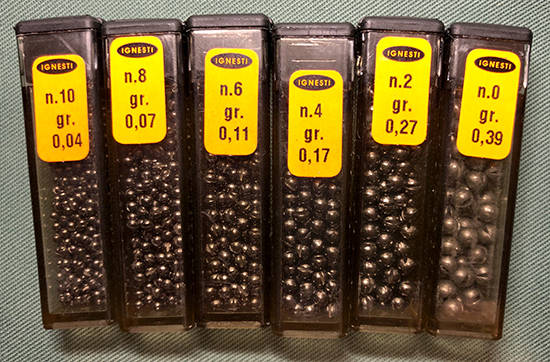 IGNESTI
n.10
gr.
0,04
IGNESTI
n.8
gr.
0,07
IGNESTI
n.6
gr.
0,11
IGNESTI
n.4
gr.
0,17
IGNESTI
n.2
gr.
0,27
IGNESTI
n.0
gr.
0,39